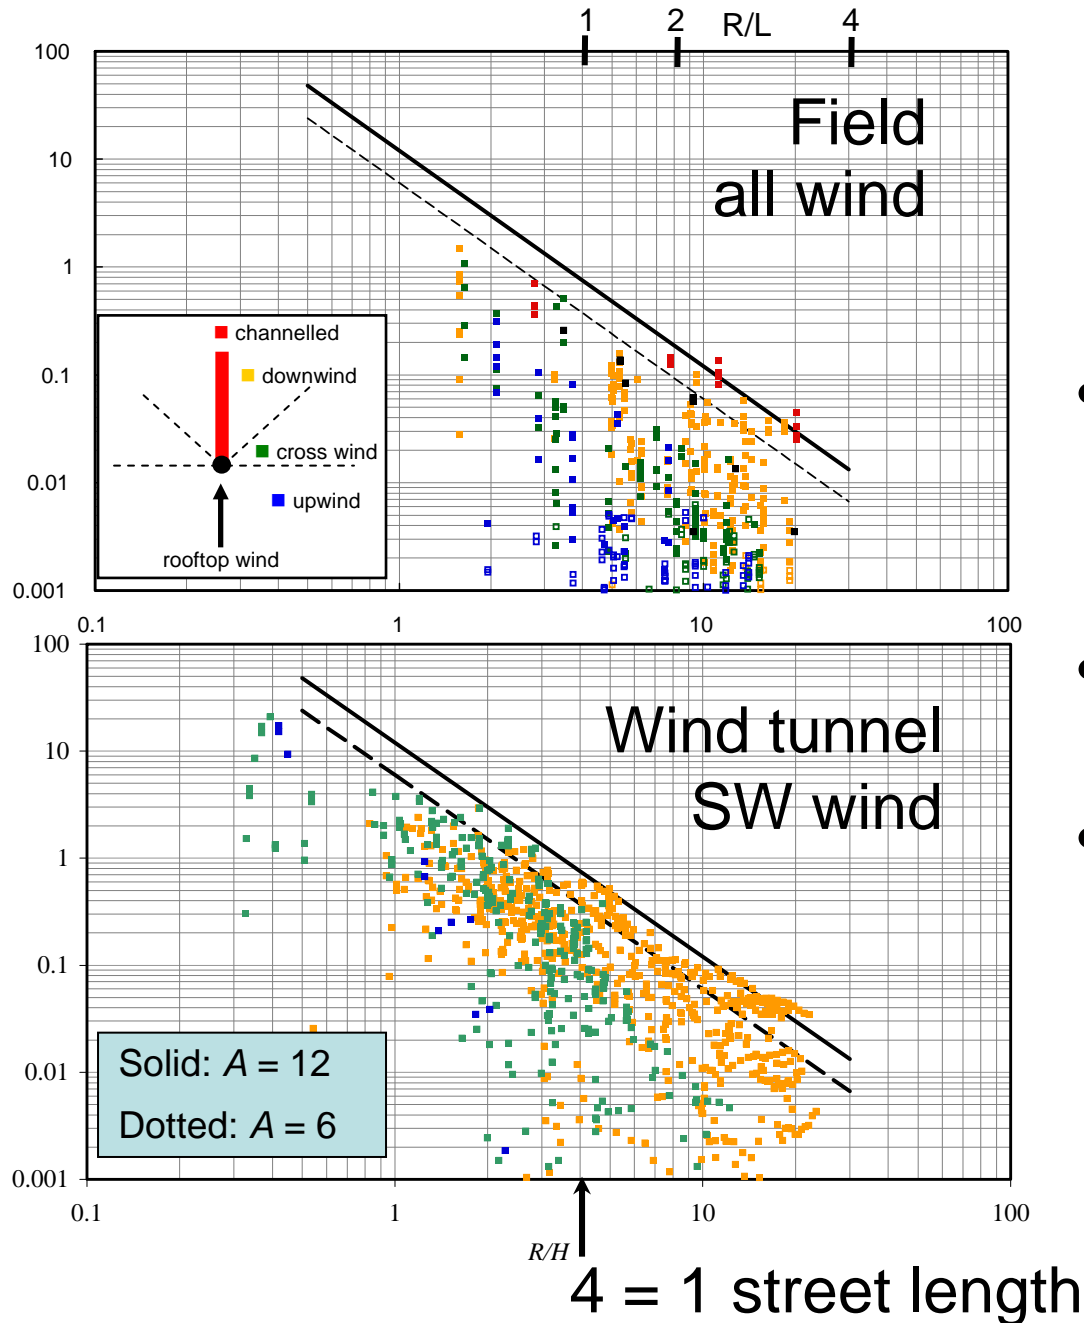 1 2 R/L 4
100
10
1
0.1
0.01
0.001
Field
all wind
channelled
downwind
cross wind
upwind
rooftop wind
0.1 1 10 100
100
10
1
0.1
0.01
0.001
Wind tunnel
SW wind
Solid: A = 12
Dotted: A = 6
0.1 1 10 100
R/H
4 = 1 street length